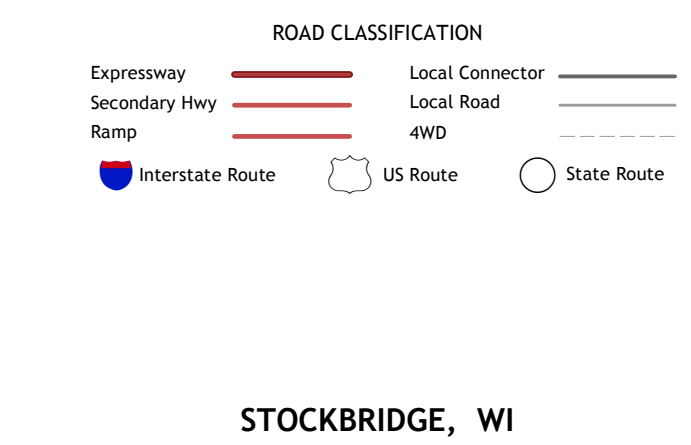 ROAD CLASSIFICATION
Expressway
Local Connector
Secondary Hwy
Local Road
Ramp
4WD
Interstate Route
US Route
State Route
STOCKBRIDGE, WI